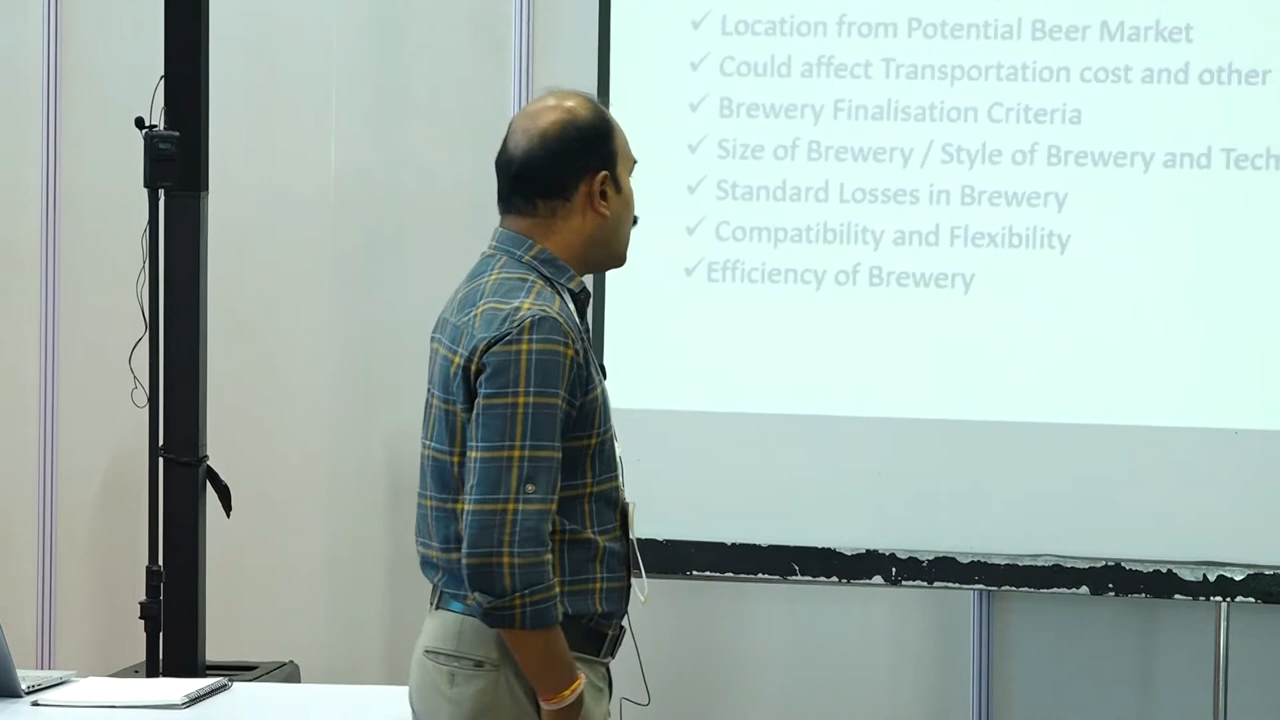 ✓ Location from Potential Beer Market
✓ Could affect Transportation cost and other
✓ Brewery Finalisation Criteria
✓ Size of Brewery / Style of Brewery and Tech
✓ Standard Losses in Brewery
✓ Compatibility and Flexibility
✓Efficiency of Brewery